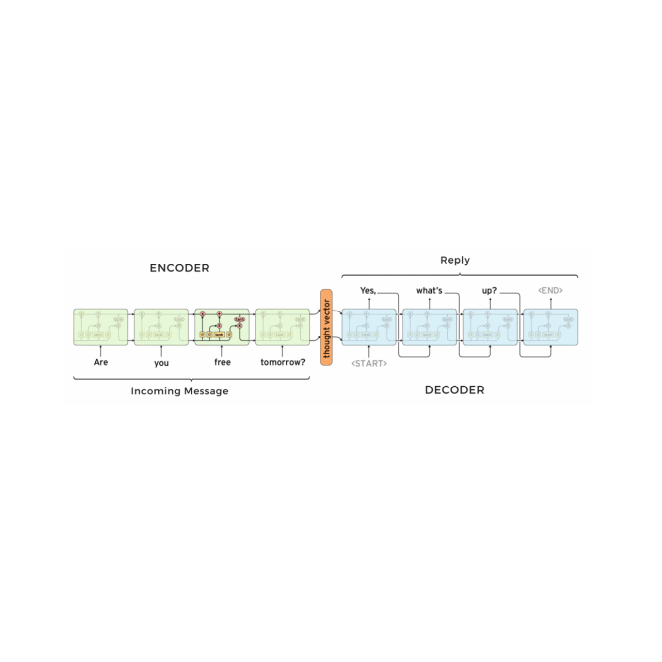 ENCODER
Reply
Yes, what's up? <END>
thought vector
Are you free tomorrow?
<START>
Incoming Message
DECODER